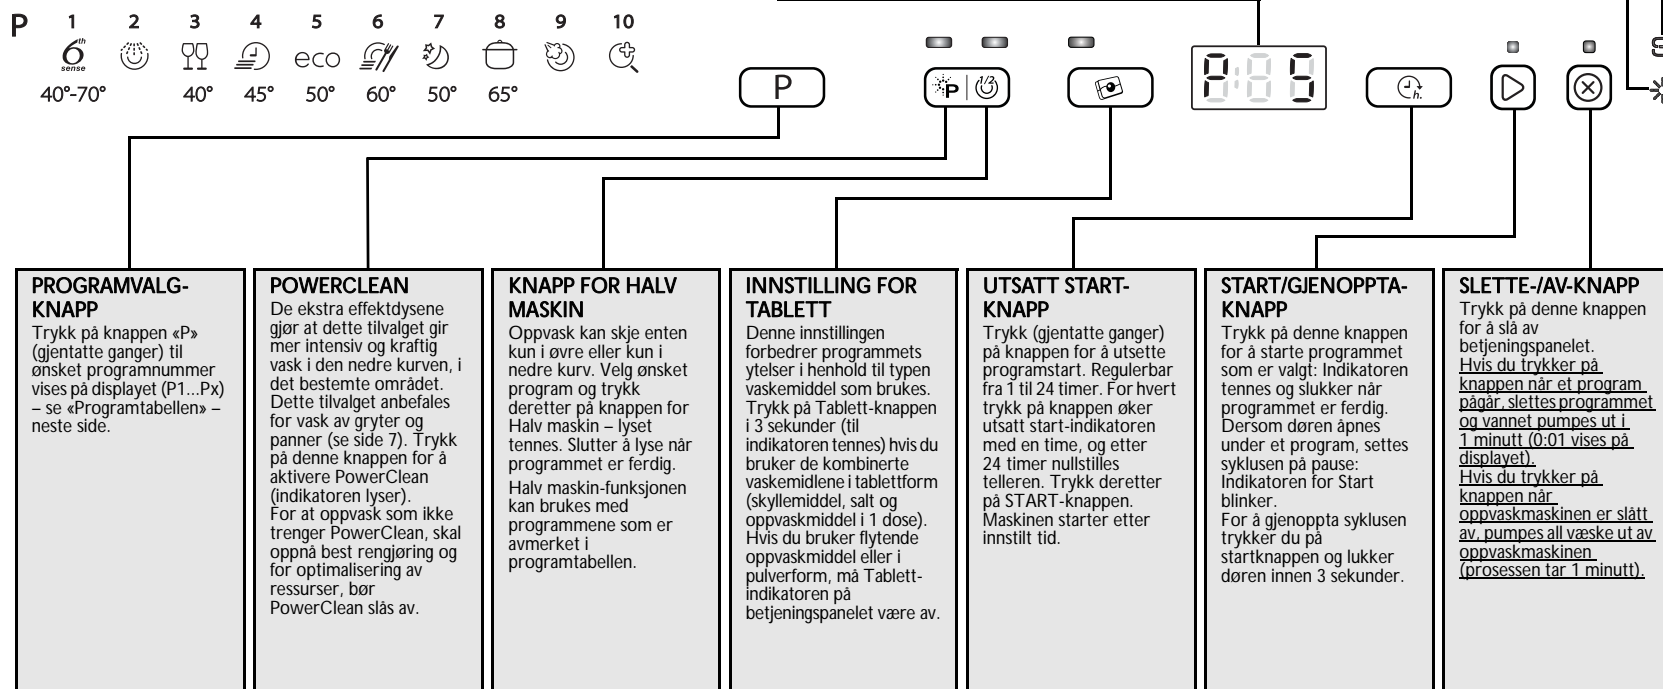 P 1 2 3 4 5 6 7 8 9 10
6th sense eco
40°-70° 40° 45° 50° 60° 50° 65°
P
P 1/2
P 5
h.
PROGRAMVALG-
KNAPP
Trykk på knappen «P»
(gjentatte ganger) til
ønsket programnummer
vises på displayet (P1...Px)
– se «Programtabellen» –
neste side.
POWERCLEAN
De ekstra effektdysene
gjør at dette tilvalget gir
mer intensiv og kraftig
vask i den nedre kurven, i
det bestemte området.
Dette tilvalget anbefales
for vask av gryter og
panner (se side 7). Trykk
på denne knappen for å
aktivere PowerClean
(indikatoren lyser).
For at oppvask som ikke
trenger PowerClean, skal
oppnå best rengjøring og
for optimalisering av
ressurser, bør
PowerClean slås av.
KNAPP FOR HALV
MASKIN
Oppvask kan skje enten
kun i øvre eller kun i
nedre kurv. Velg ønsket
program og trykk
deretter på knappen for
Halv maskin – lyset
tennes. Slutter å lyse når
programmet er ferdig.
Halv maskin-funksjonen
kan brukes med
programmene som er
avmerket i
programtabellen.
INNSTILLING FOR
TABLETT
Denne innstillingen
forbedrer programmets
ytelser i henhold til typen
vaskemiddel som brukes.
Trykk på Tablett-knappen
i 3 sekunder (til
indikatoren tennes) hvis du
bruker de kombinerte
vaskemidlene i tablettform
(skyllemiddel, salt og
oppvaskmiddel i 1 dose).
Hvis du bruker flytende
oppvaskmiddel eller i
pulverform, må Tablett-
indikatoren på
betjeningspanelet være av.
UTSATT START-
KNAPP
Trykk (gjentatte ganger)
på knappen for å utsette
programstart. Regulerbar
fra 1 til 24 timer. For hvert
trykk på knappen øker
utsatt start-indikatoren
med en time, og etter
24 timer nullstilles
telleren. Trykk deretter
på START-knappen.
Maskinen starter etter
innstilt tid.
START/GJENOPPTA-
KNAPP
Trykk på denne knappen
for å starte programmet
som er valgt: Indikatoren
tennes og slukker når
programmet er ferdig.
Dersom døren åpnes
under et program, settes
syklusen på pause:
Indikatoren for Start
blinker.
For å gjenoppta syklusen
trykker du på
startknappen og lukker
døren innen 3 sekunder.
SLETTE-/AV-KNAPP
Trykk på denne knappen
for å slå av
betjeningspanelet.
Hvis du trykker på
knappen når et program
pågår, slettes programmet
og vannet pumpes ut i
1 minutt (0:01 vises på
displayet).
Hvis du trykker på
knappen når
oppvaskmaskinen er slått
av, pumpes all væske ut av
oppvaskmaskinen
(prosessen tar 1 minutt).